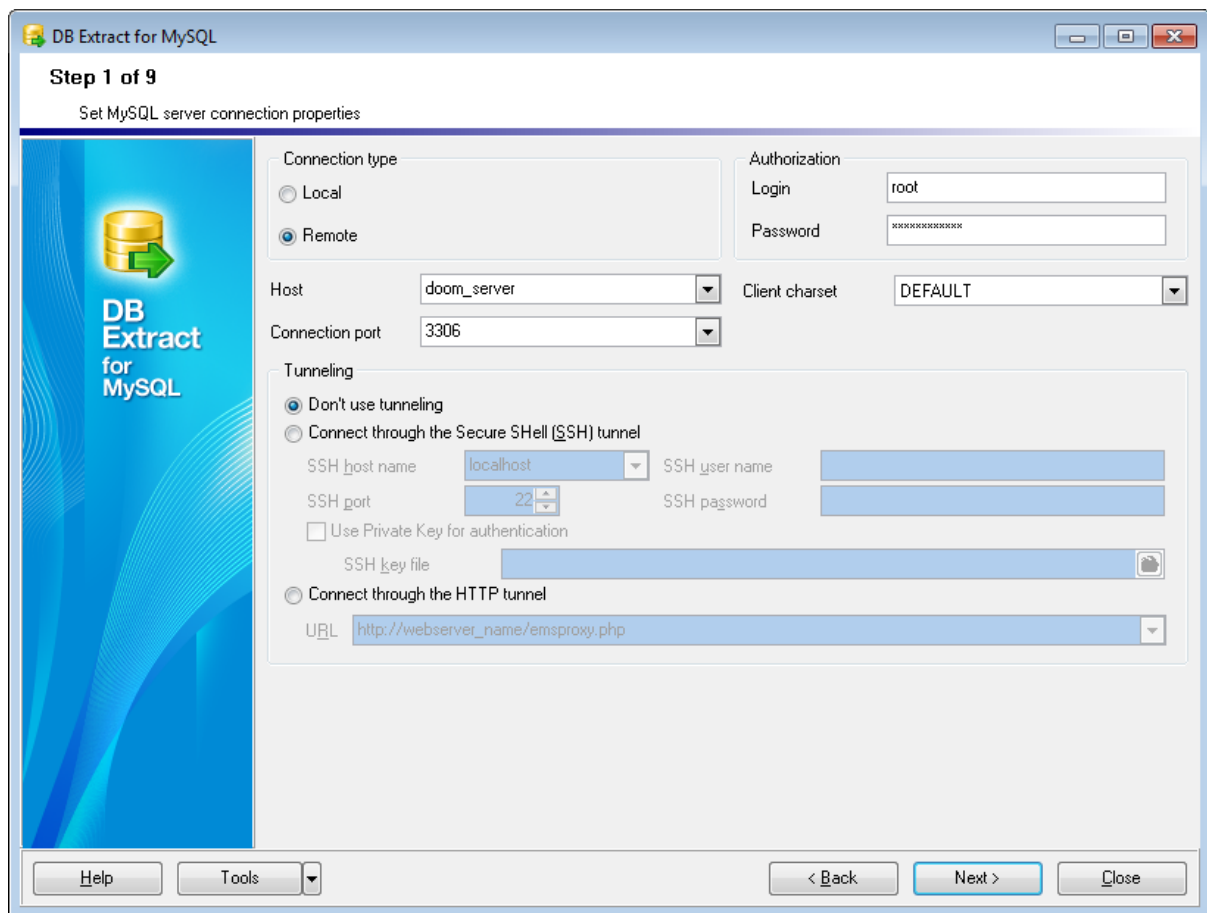 DB Extract for MySQL
Step 1 of 9
Set MySQL server connection properties
DB
Extract
for
MySQL
Connection type
Local
Remote
Authorization
Login root
Password ************
Host doom_server Client charset DEFAULT
Connection port 3306
Tunneling
Don't use tunneling
Connect through the Secure SHell (SSH) tunnel
SSH host name localhost SSH user name
SSH port 22 SSH password
Use Private Key for authentication
SSH key file
Connect through the HTTP tunnel
URL http://webserver_name/emsproxy.php
Help Tools < Back Next > Close